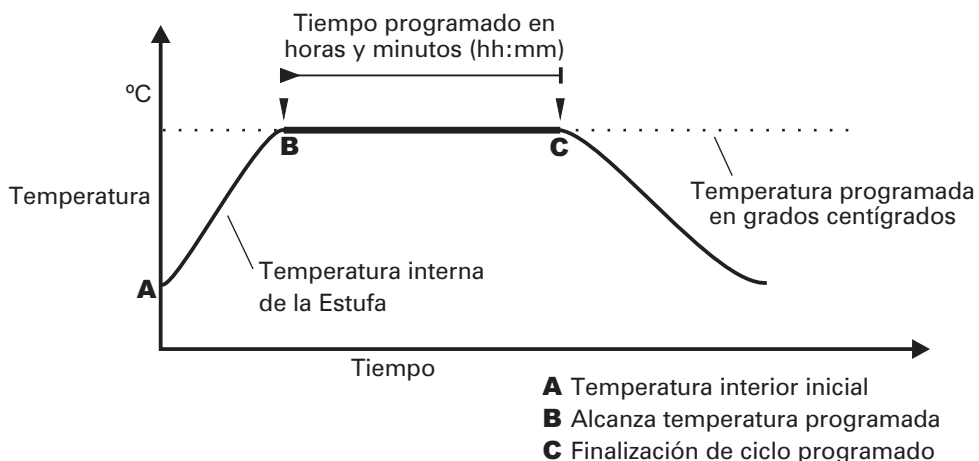 Tiempo programado en
horas y minutos (hh:mm)
ºC
B
C
Temperatura
Temperatura programada
en grados centígrados
Temperatura interna
de la Estufa
A
Tiempo
A Temperatura interior inicial
B Alcanza temperatura programada
C Finalización de ciclo programado